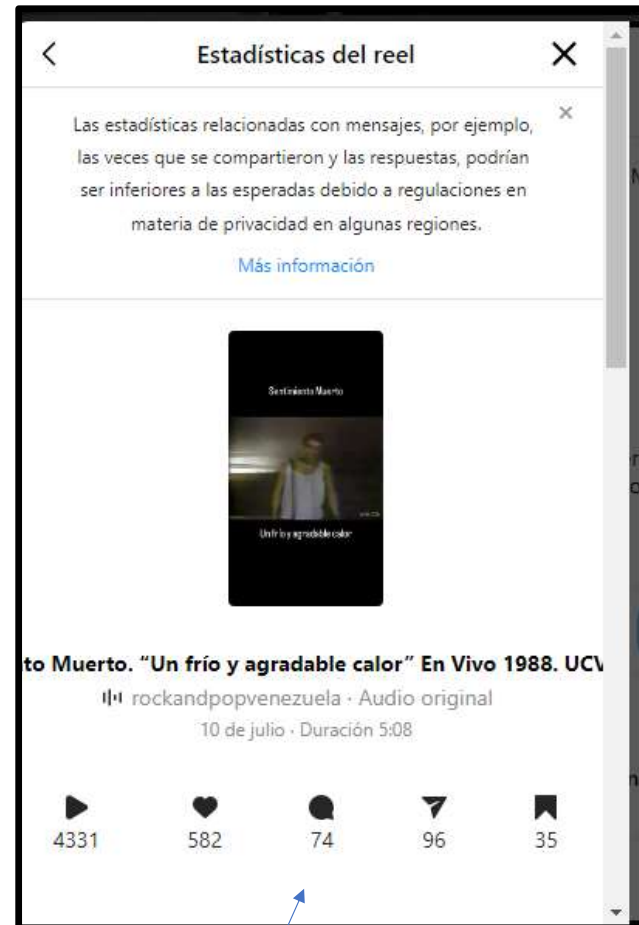 Estadísticas del reel
Las estadísticas relacionadas con mensajes, por ejemplo,
las veces que se compartieron y las respuestas, podrían
ser inferiores a las esperadas debido a regulaciones en
materia de privacidad en algunas regiones.
Más información
Sentimiento Muerto
Un frío y agradable calor
to Muerto. “Un frío y agradable calor” En Vivo 1988. UCV
rockandpopvenezuela · Audio original
10 de julio · Duración 5:08
4331 582 74 96 35